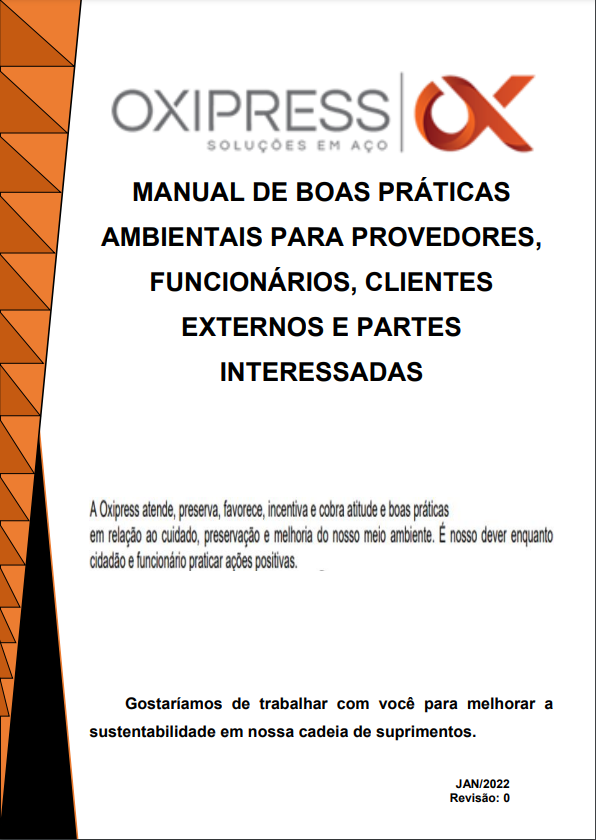 OXIPRESS
SOLUÇÕES EM AÇO
MANUAL DE BOAS PRÁTICAS
AMBIENTAIS PARA PROVEDORES,
FUNCIONÁRIOS, CLIENTES
EXTERNOS E PARTES
INTERESSADAS
A Oxipress atende, preserva, favorece, incentiva e cobra atitude e boas práticas
em relação ao cuidado, preservação e melhoria do nosso meio ambiente. É nosso dever enquanto
cidadão e funcionário praticar ações positivas.
Gostaríamos de trabalhar com você para melhorar a
sustentabilidade em nossa cadeia de suprimentos.
JAN/2022
Revisão: 0